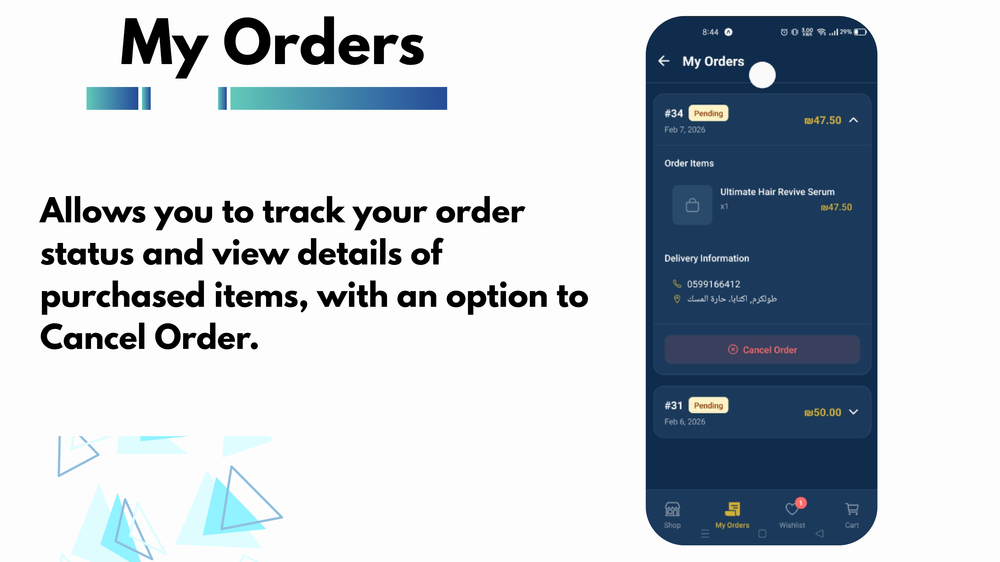 My Orders
Allows you to track your order
status and view details of
purchased items, with an option to
Cancel Order.
8:44
3.00 KB/S 29%
My Orders
#34 Pending
₪47.50
Feb 7, 2026
Order Items
Ultimate Hair Revive Serum
x1 ₪47.50
Delivery Information
0599166412
طولكرم, اكتابا، حارة المسك
Cancel Order
#31 Pending
₪50.00
Feb 6, 2026
1
Shop My Orders Wishlist Cart